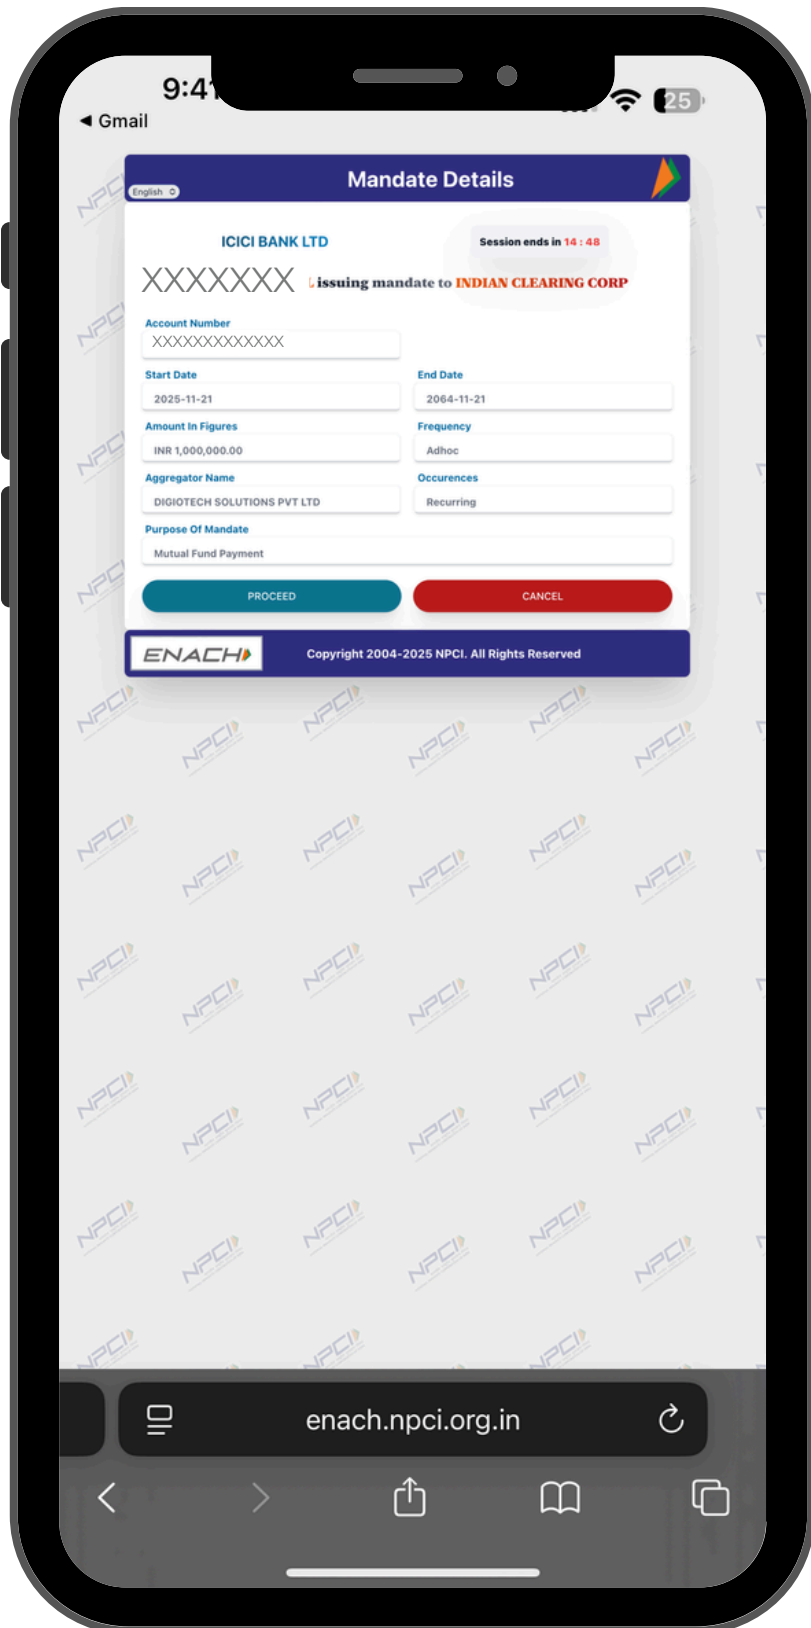 9:41
◀ Gmail
25
English
Mandate Details
ICICI BANK LTD
Session ends in 14 : 48
XXXXXXX issuing mandate to INDIAN CLEARING CORP
Account Number
XXXXXXXXXXXXX
Start Date
End Date
2025-11-21
2064-11-21
Amount In Figures
Frequency
INR 1,000,000.00
Adhoc
Aggregator Name
Occurences
DIGIOTECH SOLUTIONS PVT LTD
Recurring
Purpose Of Mandate
Mutual Fund Payment
PROCEED
CANCEL
ENACH
Copyright 2004-2025 NPCI. All Rights Reserved
NPCI
enach.npci.org.in